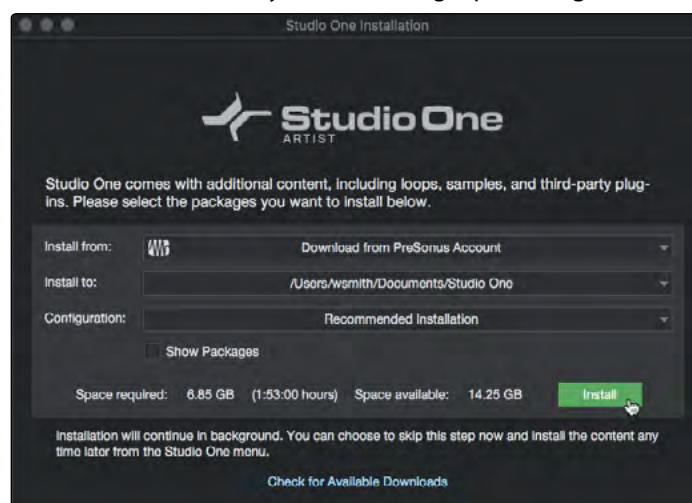 Studio One Installation
Studio One
ARTIST
Studio One comes with additional content, including loops, samples, and third-party plug-
ins. Please select the packages you want to install below.
Install from: Download from PreSonus Account
Install to: /Users/wsmith/Documents/Studio One
Configuration: Recommended Installation
Show Packages
Space required: 6.85 GB (1:53:00 hours) Space available: 14.25 GB Install
Installation will continue in background. You can choose to skip this step now and install the content any
time later from the Studio One menu.
Check for Available Downloads